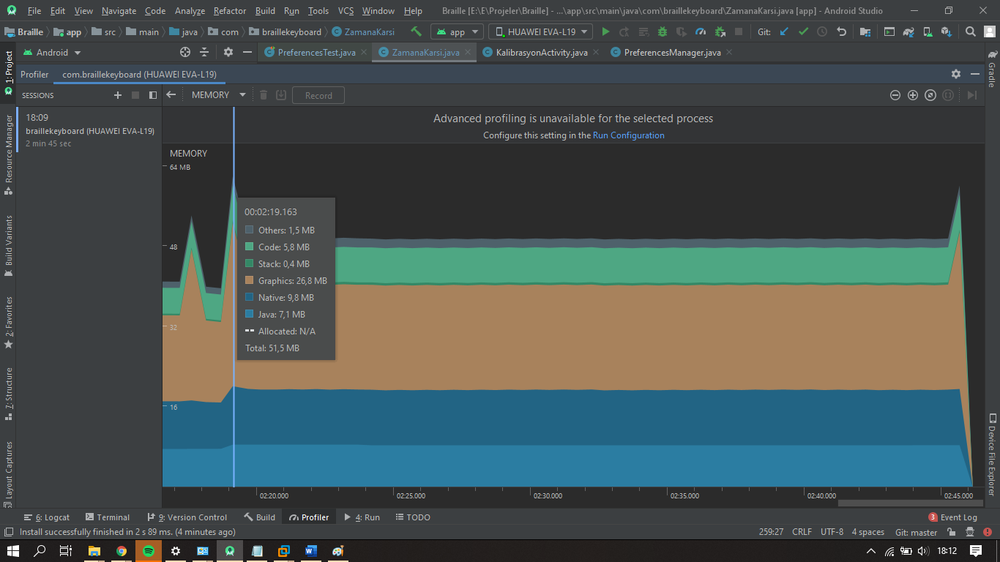 File Edit View Navigate Code Analyze Refactor Build Run Tools VCS Window Help Braille [E:\E\Projeler\Braille] - ...\app\src\main\java\com\braillekeyboard\ZamanaKarsi.java [app] - Android Studio
Braille app src main java com braillekeyboard ZamanaKarsi app HUAWEI EVA-L19 Git:
Android PreferencesTest.java ZamanaKarsi.java KalibrasyonActivity.java PreferencesManager.java
Profiler com.braillekeyboard (HUAWEI EVA-L19)
SESSIONS MEMORY Record
18:09
braillekeyboard (HUAWEI EVA-L19)
2 min 45 sec
Advanced profiling is unavailable for the selected process
Configure this setting in the Run Configuration
MEMORY
64 MB
48
32
16
00:02:19.163
Others: 1,5 MB
Code: 5,8 MB
Stack: 0,4 MB
Graphics: 26,8 MB
Native: 9,8 MB
Java: 7,1 MB
Allocated: N/A
Total: 51,5 MB
02:20.000 02:25.000 02:30.000 02:35.000 02:40.000 02:45.000
1: Project
Resource Manager
Build Variants
2: Favorites
7: Structure
Layout Captures
Gradle
Device File Explorer
6: Logcat Terminal 9: Version Control Build Profiler 4: Run TODO 3 Event Log
Install successfully finished in 2 s 89 ms. (4 minutes ago) 259:27 CRLF UTF-8 4 spaces Git: master
18:12